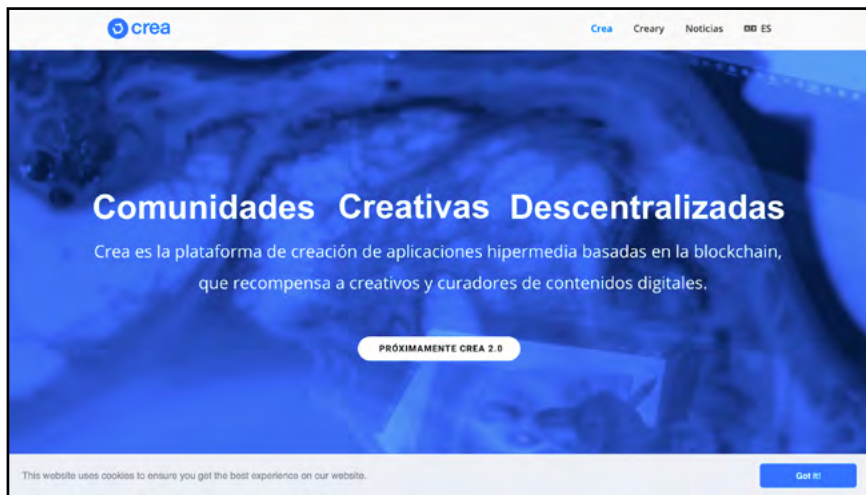 crea
Crea Creary Noticias ES
Comunidades Creativas Descentralizadas
Crea es la plataforma de creación de aplicaciones hipermedia basadas en la blockchain,
que recompensa a creativos y curadores de contenidos digitales.
PRÓXIMAMENTE CREA 2.0
This website uses cookies to ensure you get the best experience on our website.
Got it!